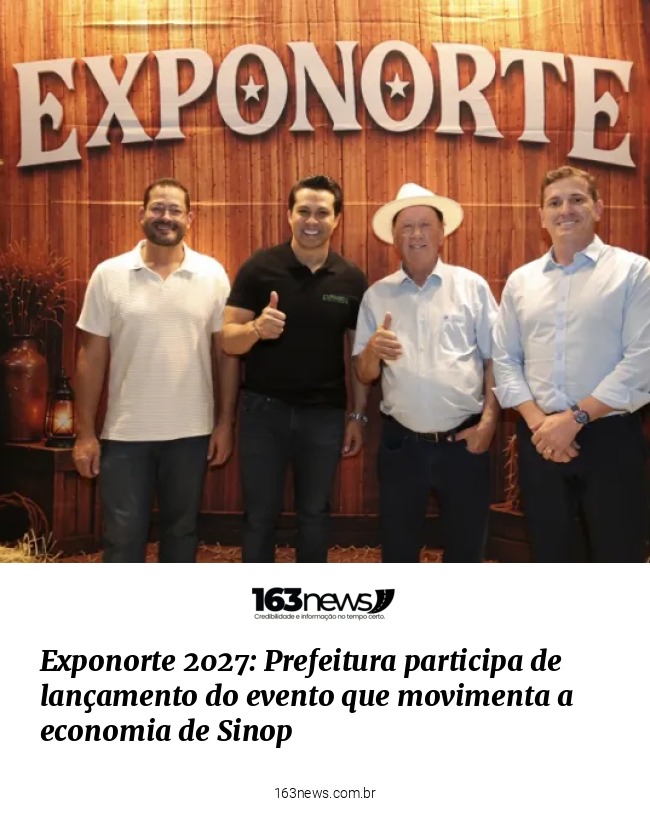 EXPONORTE
163news
Credibilidade e informação no tempo certo.
Exponorte 2027: Prefeitura participa de
lançamento do evento que movimenta a
economia de Sinop
163news.com.br